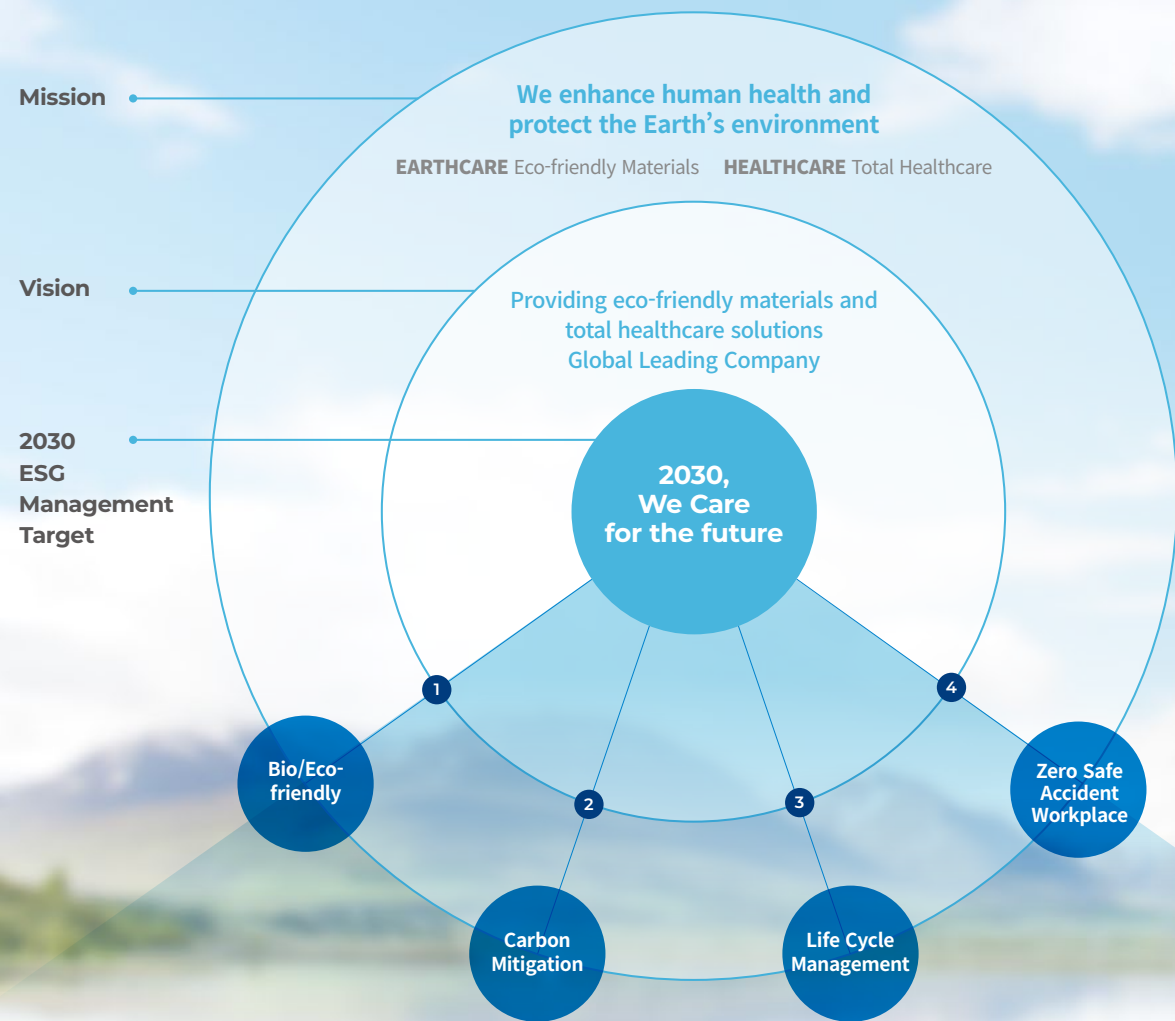 Mission
We enhance human health and
protect the Earth’s environment
EARTHCARE Eco-friendly Materials HEALTHCARE Total Healthcare
Vision
Providing eco-friendly materials and
total healthcare solutions
Global Leading Company
2030
ESG
Management
Target
2030,
We Care
for the future
1
2
3
4
Bio/Eco-
friendly
Carbon
Mitigation
Life Cycle
Management
Zero Safe
Accident
Workplace